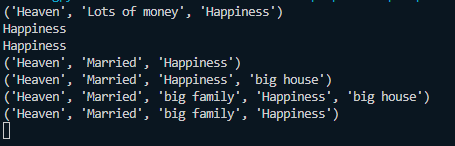 ('Heaven', 'Lots of money', 'Happiness')
Happiness
Happiness
('Heaven', 'Married', 'Happiness')
('Heaven', 'Married', 'Happiness', 'big house')
('Heaven', 'Married', 'big family', 'Happiness', 'big house')
('Heaven', 'Married', 'big family', 'Happiness')